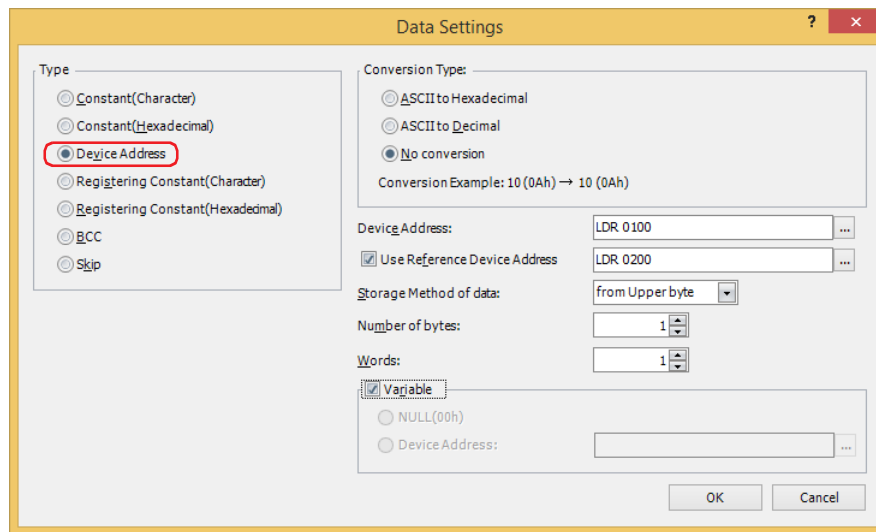 Data Settings
?
×
Type
Constant(Character)
Constant(Hexadecimal)
Device Address
Registering Constant(Character)
Registering Constant(Hexadecimal)
BCC
Skip
Conversion Type:
ASCII to Hexadecimal
ASCII to Decimal
No conversion
Conversion Example: 10 (0Ah) → 10 (0Ah)
Device Address: LDR 0100 ...
Use Reference Device Address LDR 0200 ...
Storage Method of data: from Upper byte
Number of bytes: 1
Words: 1
Variable
NULL(00h)
Device Address: ...
OK Cancel